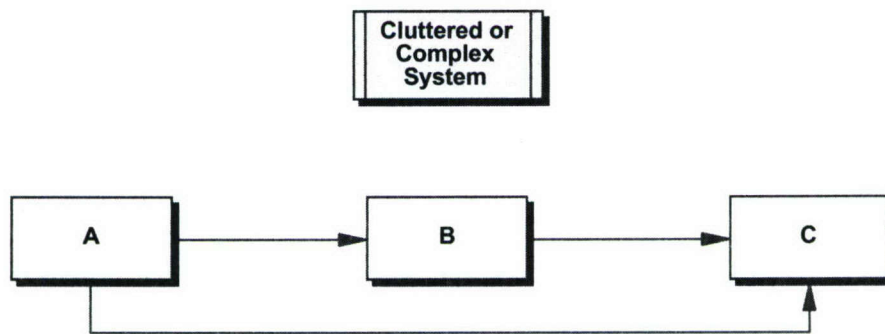 Cluttered or
Complex
System
A
B
C